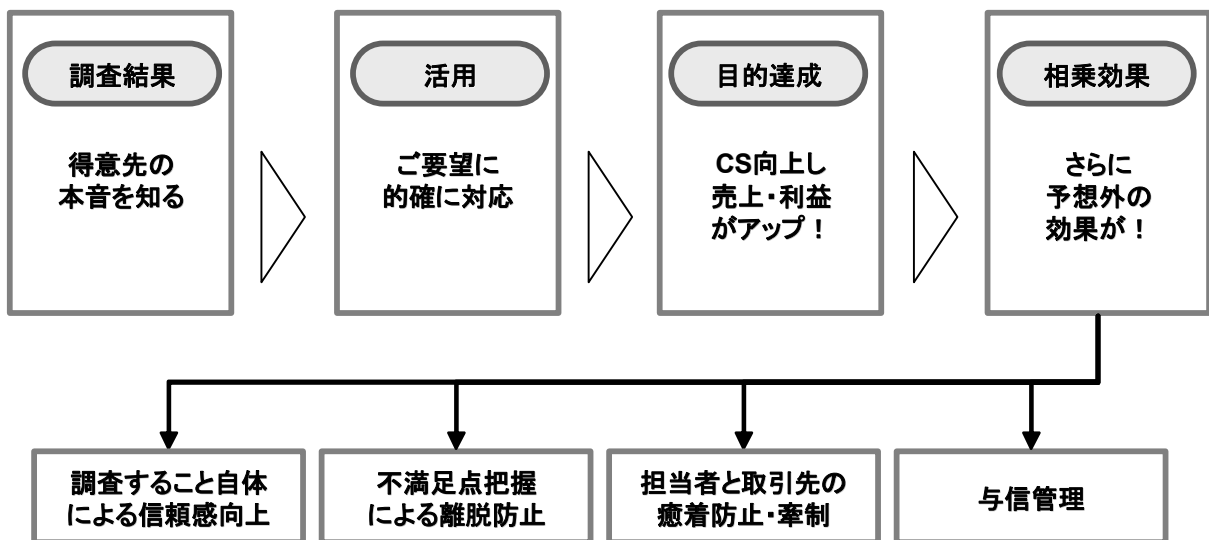 調査結果
得意先の
本音を知る
活用
ご要望に
的確に対応
目的達成
CS向上し
売上・利益
がアップ！
相乗効果
さらに
予想外の
効果が！
調査すること自体
による信頼感向上
不満足点把握
による離脱防止
担当者と取引先の
癒着防止・牽制
与信管理